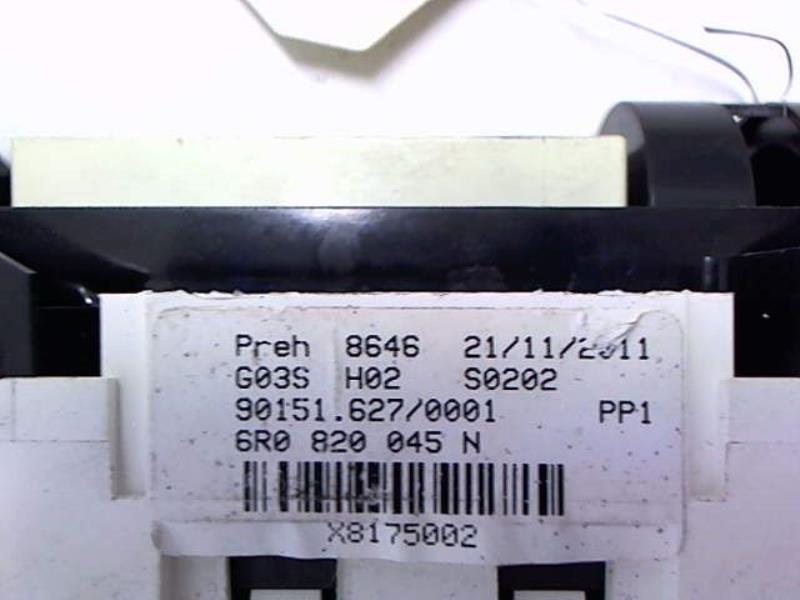 Preh 8646 21/11/2011
G03S H02 S0202
90151.627/0001 PP1
6R0 820 045 N
X8175002